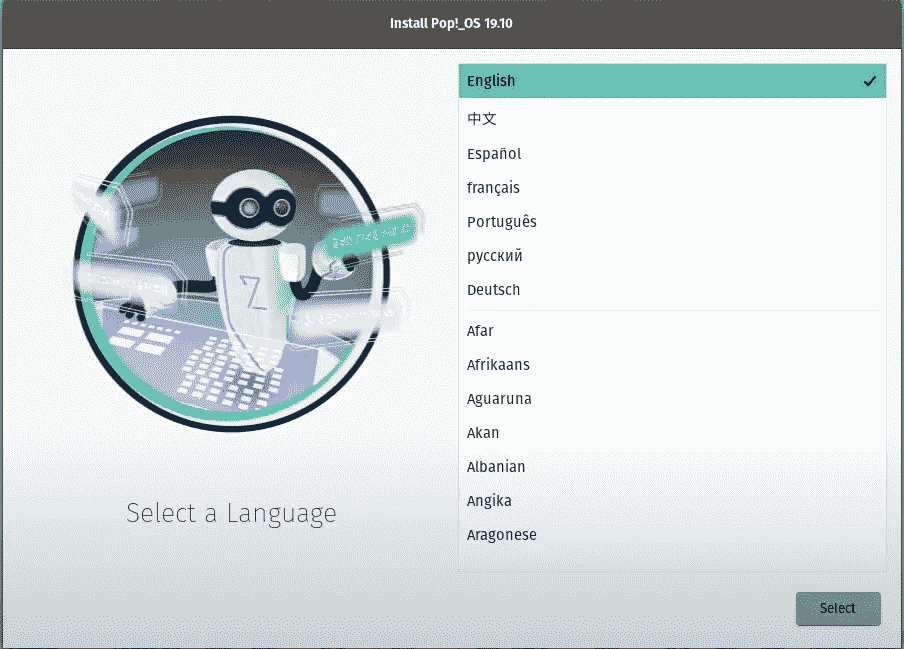 Install Pop!_OS 19.10
Select a Language
English
中文
Español
français
Português
русский
Deutsch
Afar
Afrikaans
Aguaruna
Akan
Albanian
Angika
Aragonese
Select